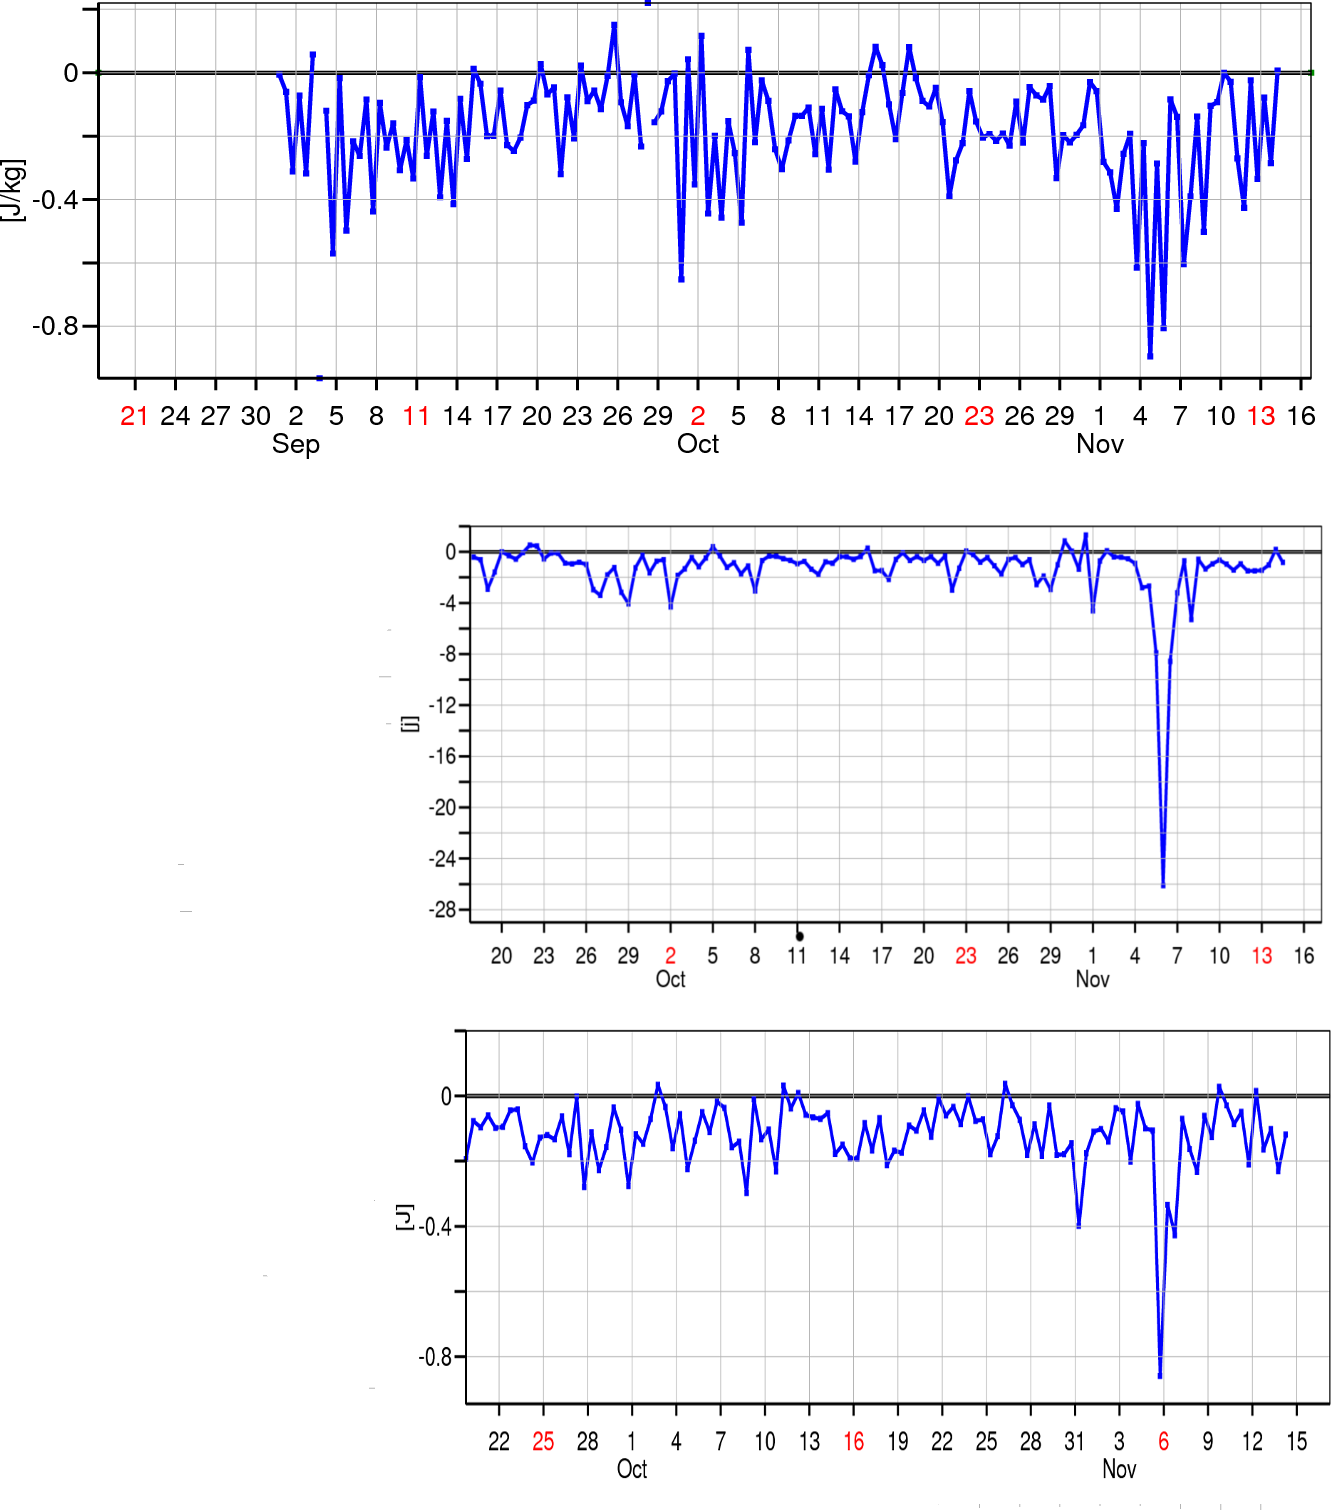 0
-0.4
-0.8
[J/kg]
21 24 27 30 2 5 8 11 14 17 20 23 26 29 2 5 8 11 14 17 20 23 26 29 1 4 7 10 13 16
Sep Oct Nov
0
-4
-8
-12
-16
-20
-24
-28
[j]
20 23 26 29 2 5 8 11 14 17 20 23 26 29 1 4 7 10 13 16
Oct Nov
0
-0.4
-0.8
[J]
22 25 28 1 4 7 10 13 16 19 22 25 28 31 3 6 9 12 15
Oct Nov